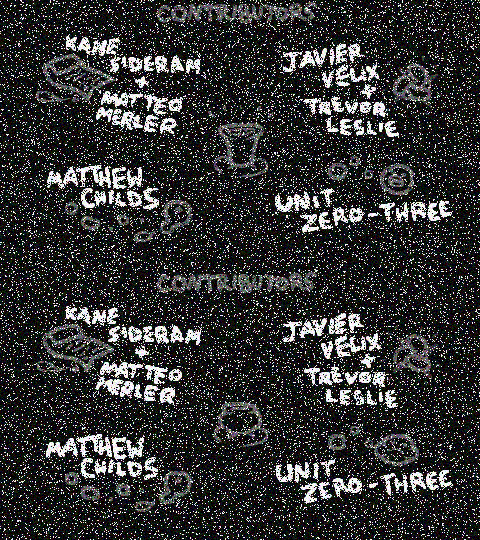 CONTRIBUTORS
KANE
SIDERAM
+
MATTEO
MERLER
JAVIER
VELIX
+
TREVOR
LESLIE
MATTHEW
CHILDS
UNIT
ZERO-THREE
CONTRIBUTORS
KANE
SIDERAM
+
MATTEO
MERLER
JAVIER
VELIX
+
TREVOR
LESLIE
MATTHEW
CHILDS
UNIT
ZERO-THREE